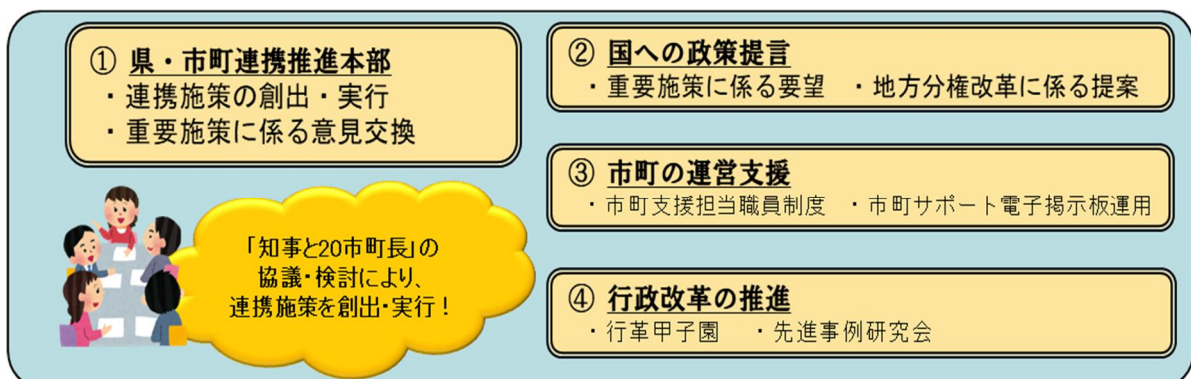 ① 県・市町連携推進本部
・連携施策の創出・実行
・重要施策に係る意見交換
「知事と20市町長」の
協議・検討により、
連携施策を創出・実行！
② 国への政策提言
・重要施策に係る要望 ・地方分権改革に係る提案
③ 市町の運営支援
・市町支援担当職員制度 ・市町サポート電子掲示板運用
④ 行政改革の推進
・行革甲子園 ・先進事例研究会